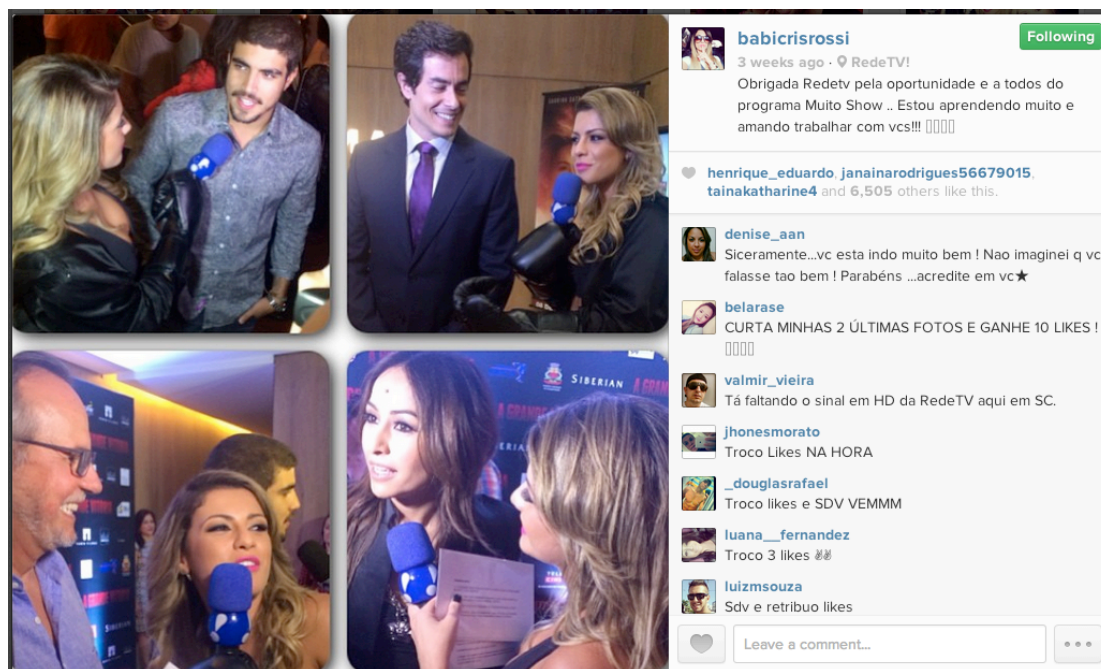 babicrisrossi
Following
3 weeks ago · RedeTV!
Obrigada Redetv pela oportunidade e a todos do
programa Muito Show .. Estou aprendendo muito e
amando trabalhar com vcs!!!
henrique_eduardo, janainarodrigues56679015,
tainakatharine4 and 6,505 others like this.
denise_aan
Siceramente...vc esta indo muito bem ! Nao imaginei q vc
falasse tao bem ! Parabéns ...acredite em vc★
belarase
CURTA MINHAS 2 ÚLTIMAS FOTOS E GANHE 10 LIKES !
valmir_vieira
Tá faltando o sinal em HD da RedeTV aqui em SC.
jhonesmorato
Troco Likes NA HORA
_douglasrafael
Troco likes e SDV VEMMM
luana__fernandez
Troco 3 likes ✌✌
luizmsouza
Sdv e retribuo likes
Leave a comment...
SIBERIAN
A GRANDE
A GRANDE
SIBERIAN